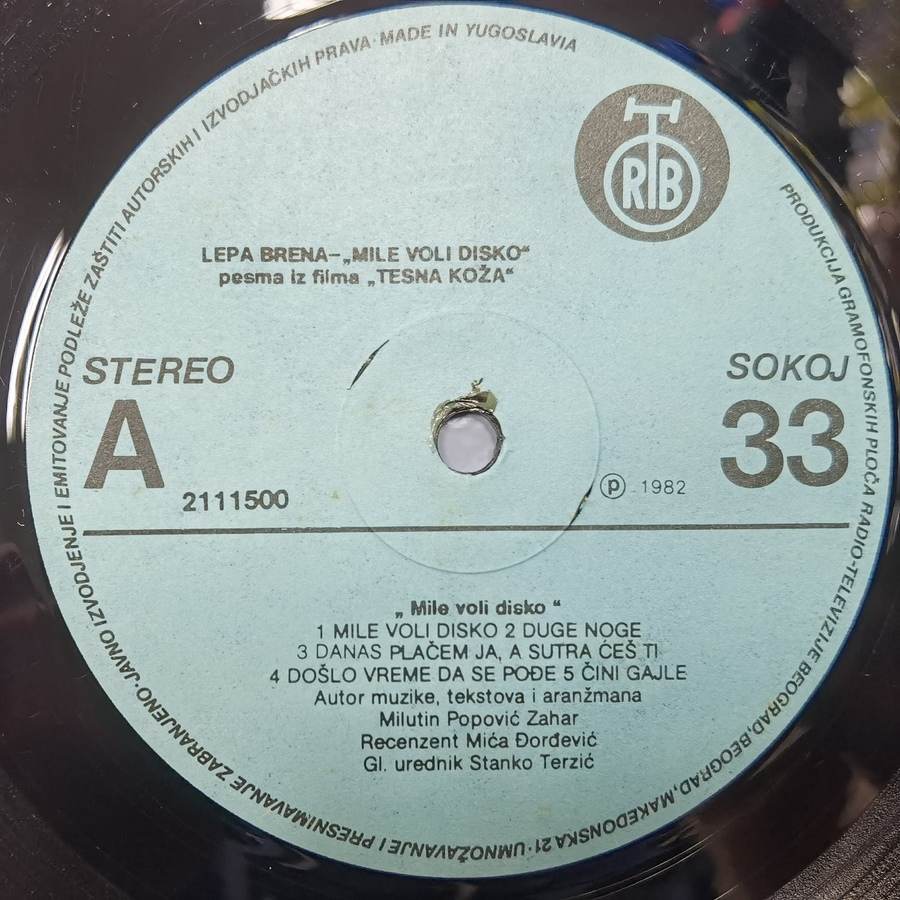 PRODUKCIJA GRAMOFONSKIH PLOČA RADIO-TELEVIZIJE BEOGRAD, BEOGRAD, MAKEDONSKA 21 · UMNOŽAVANJE I PRESNIMAVANJE ZABRANJENO · JAVNO IZVODJENJE I EMITOVANJE PODLEŽE ZAŠTITI AUTORSKIH I IZVODJAČKIH PRAVA · MADE IN YUGOSLAVIA
RTB
LEPA BRENA–„MILE VOLI DISKO“
pesma iz filma „TESNA KOŽA“
STEREO
SOKOJ
A
33
2111500
℗ 1982
„Mile voli disko“
1 MILE VOLI DISKO 2 DUGE NOGE
3 DANAS PLAČEM JA, A SUTRA ĆEŠ TI
4 DOŠLO VREME DA SE POĐE 5 ČINI GAJLE
Autor muzike, tekstova i aranžmana
Milutin Popović Zahar
Recenzent Mića Đorđević
Gl. urednik Stanko Terzić